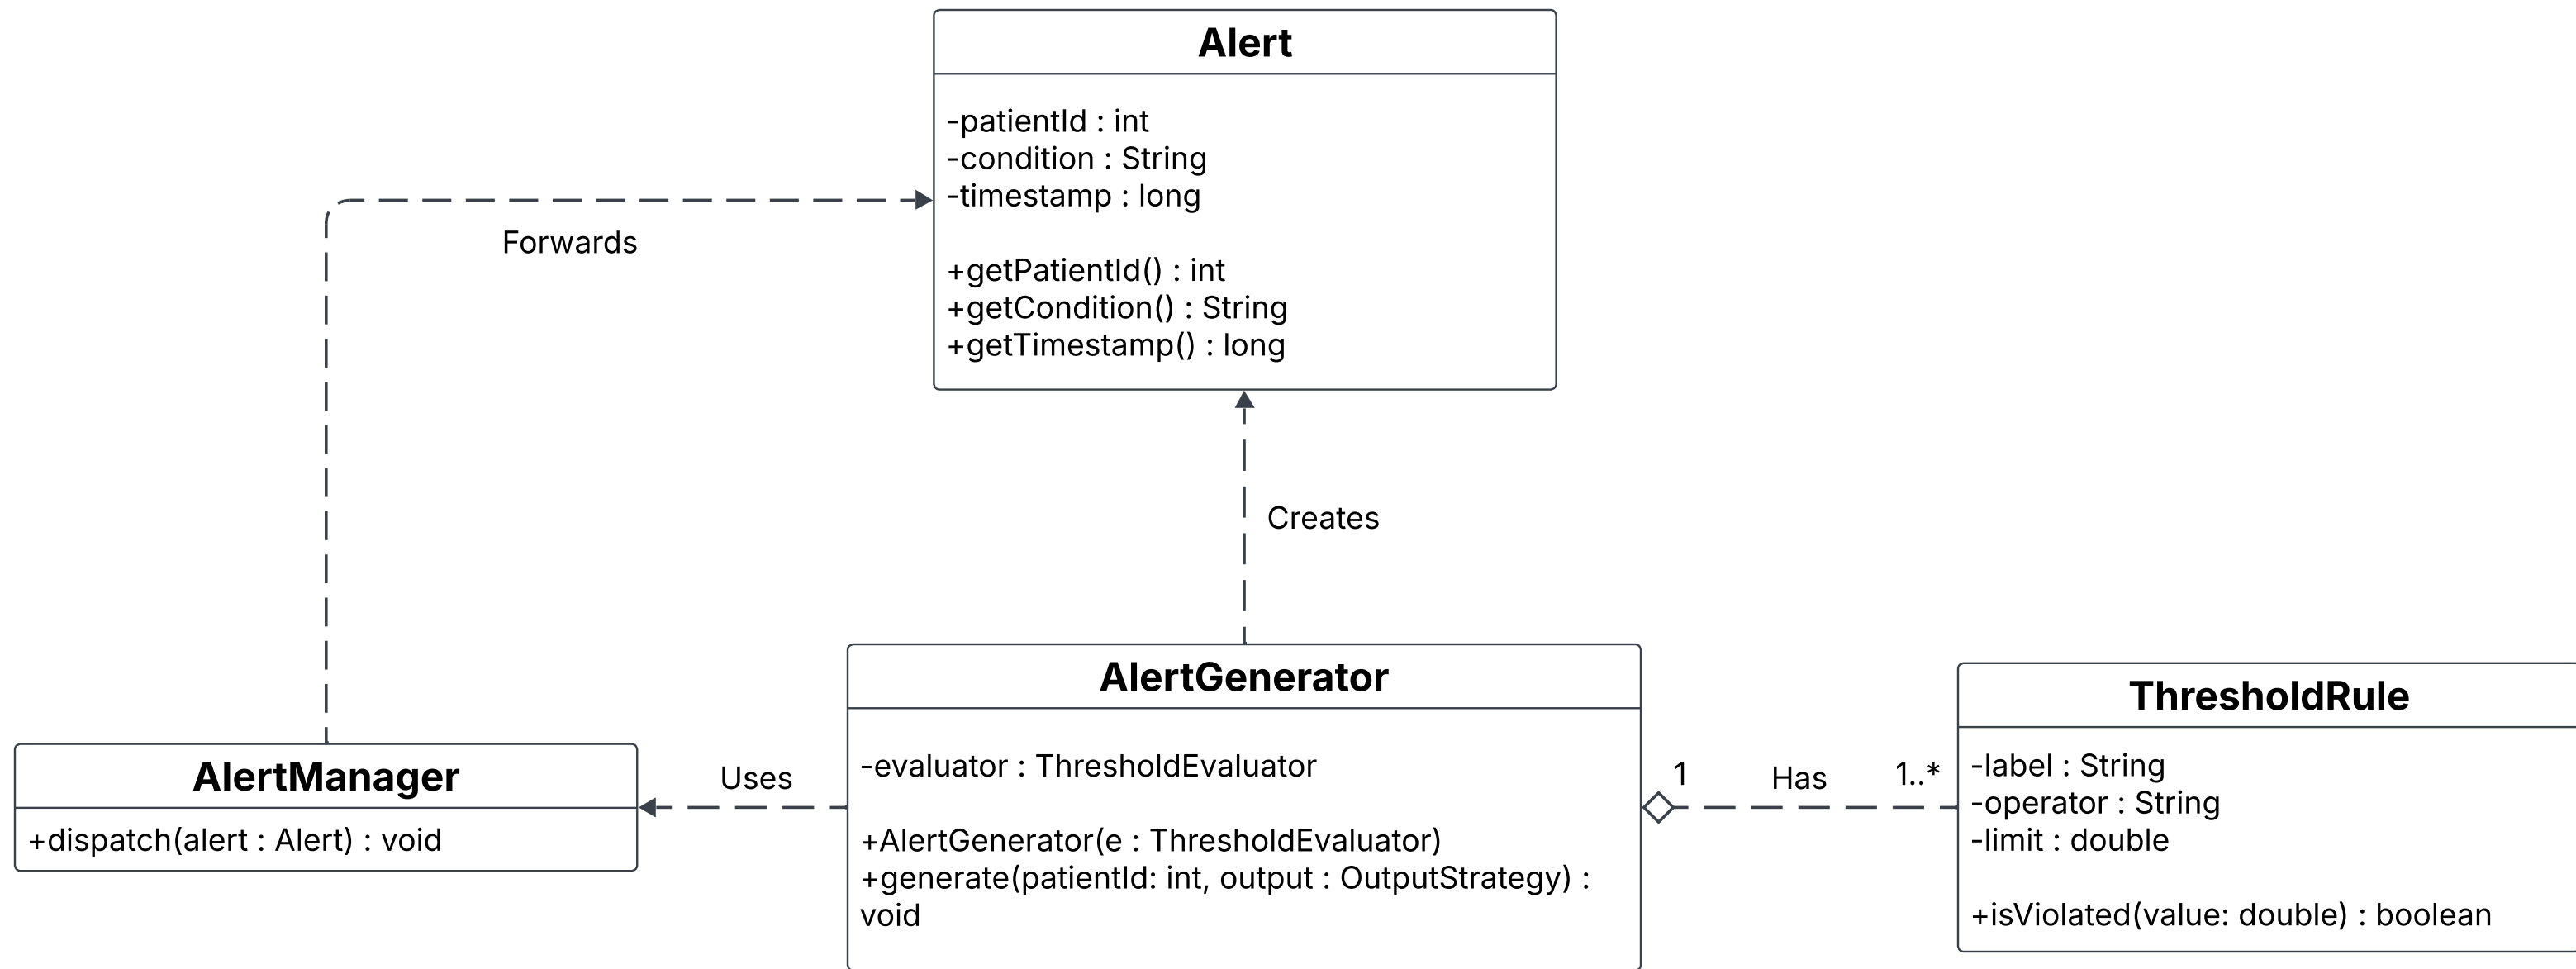 Alert
-patientId : int
-condition : String
-timestamp : long
+getPatientId() : int
+getCondition() : String
+getTimestamp() : long
Forwards
Creates
AlertManager
+dispatch(alert : Alert) : void
Uses
AlertGenerator
-evaluator : ThresholdEvaluator
+AlertGenerator(e : ThresholdEvaluator)
+generate(patientId: int, output : OutputStrategy) :
void
1
Has
1..*
ThresholdRule
-label : String
-operator : String
-limit : double
+isViolated(value: double) : boolean